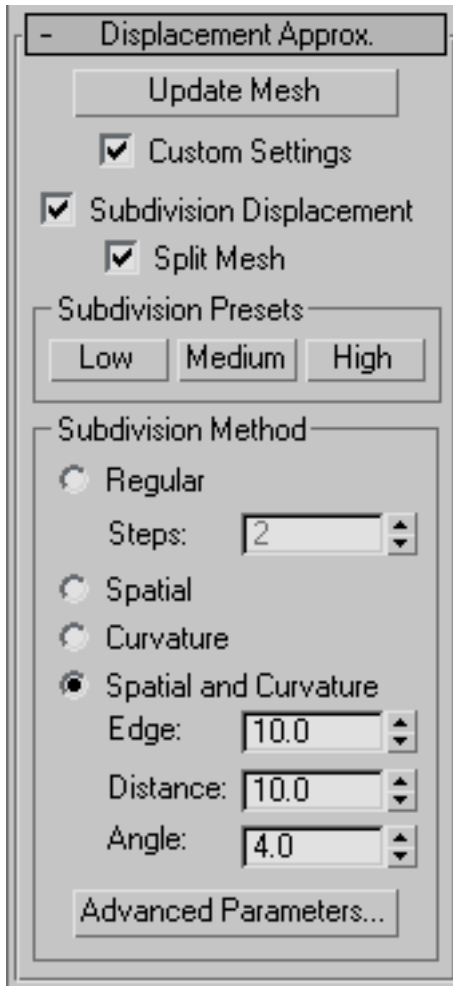 - Displacement Approx.
Update Mesh
Custom Settings
Subdivision Displacement
Split Mesh
Subdivision Presets
Low Medium High
Subdivision Method
Regular
Steps: 2
Spatial
Curvature
Spatial and Curvature
Edge: 10.0
Distance: 10.0
Angle: 4.0
Advanced Parameters...